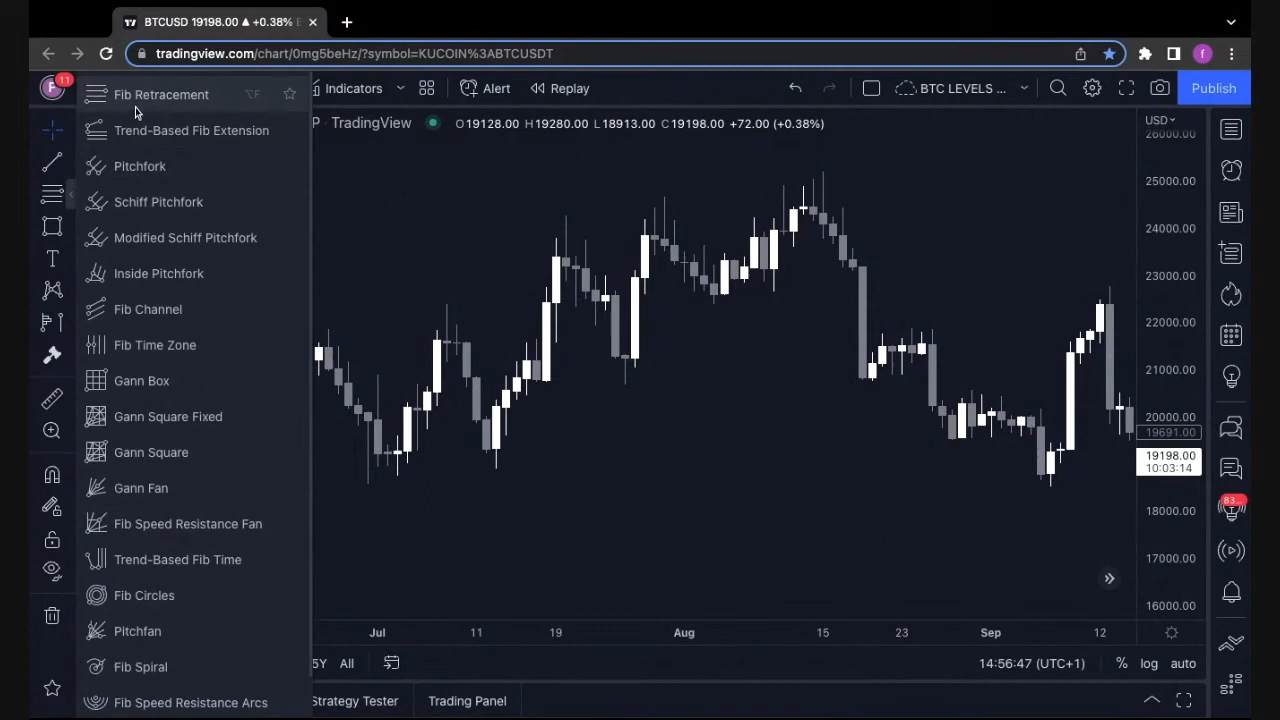 BTCUSD 19198.00 ▲ +0.38%
tradingview.com/chart/0mg5beHz/?symbol=KUCOIN%3ABTCUSDT
11
Indicators
Alert
Replay
BTC LEVELS ...
Publish
Fib Retracement ⌥F
Trend-Based Fib Extension
Pitchfork
Schiff Pitchfork
Modified Schiff Pitchfork
Inside Pitchfork
Fib Channel
Fib Time Zone
Gann Box
Gann Square Fixed
Gann Square
Gann Fan
Fib Speed Resistance Fan
Trend-Based Fib Time
Fib Circles
Pitchfan
Fib Spiral
Fib Speed Resistance Arcs
P · TradingView
O19128.00 H19280.00 L18913.00 C19198.00 +72.00 (+0.38%)
USD
26000.00
25000.00
24000.00
23000.00
22000.00
21000.00
20000.00
19691.00
19198.00
10:03:14
18000.00
17000.00
16000.00
83...
Jul 11 19 Aug 15 23 Sep 12
5Y All
14:56:47 (UTC+1) % log auto
Strategy Tester
Trading Panel
f